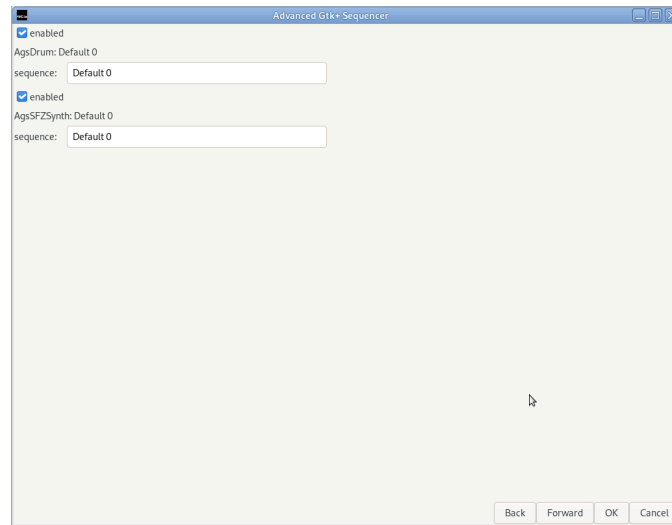 Advanced Gtk+ Sequencer
enabled
AgsDrum: Default 0
sequence: Default 0
enabled
AgsSFZSynth: Default 0
sequence: Default 0
Back Forward OK Cancel